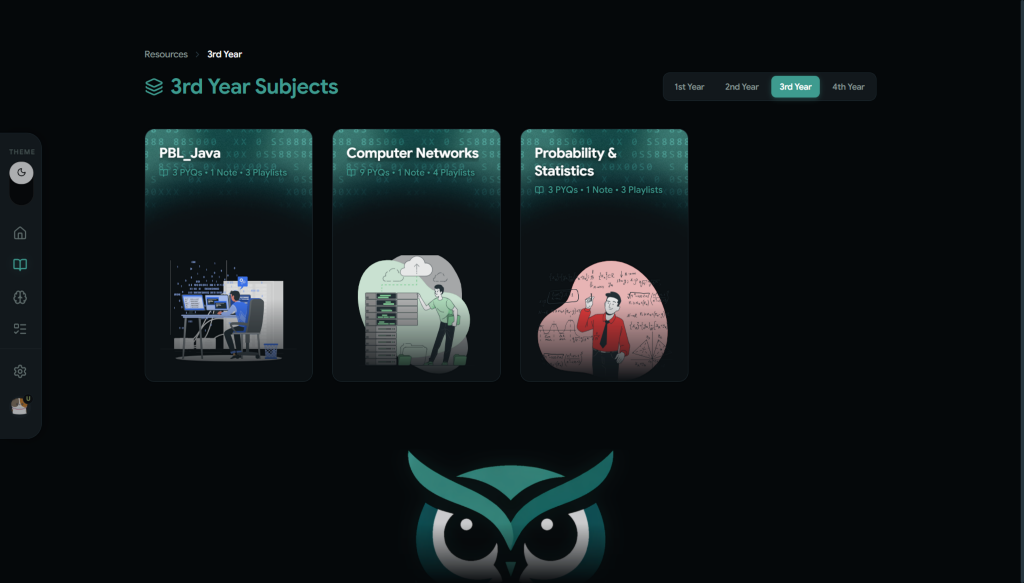 Resources > 3rd Year
3rd Year Subjects
1st Year
2nd Year
3rd Year
4th Year
THEME
PBL_Java
3 PYQs • 1 Note • 3 Playlists
Computer Networks
9 PYQs • 1 Note • 4 Playlists
Probability &
Statistics
3 PYQs • 1 Note • 3 Playlists
U